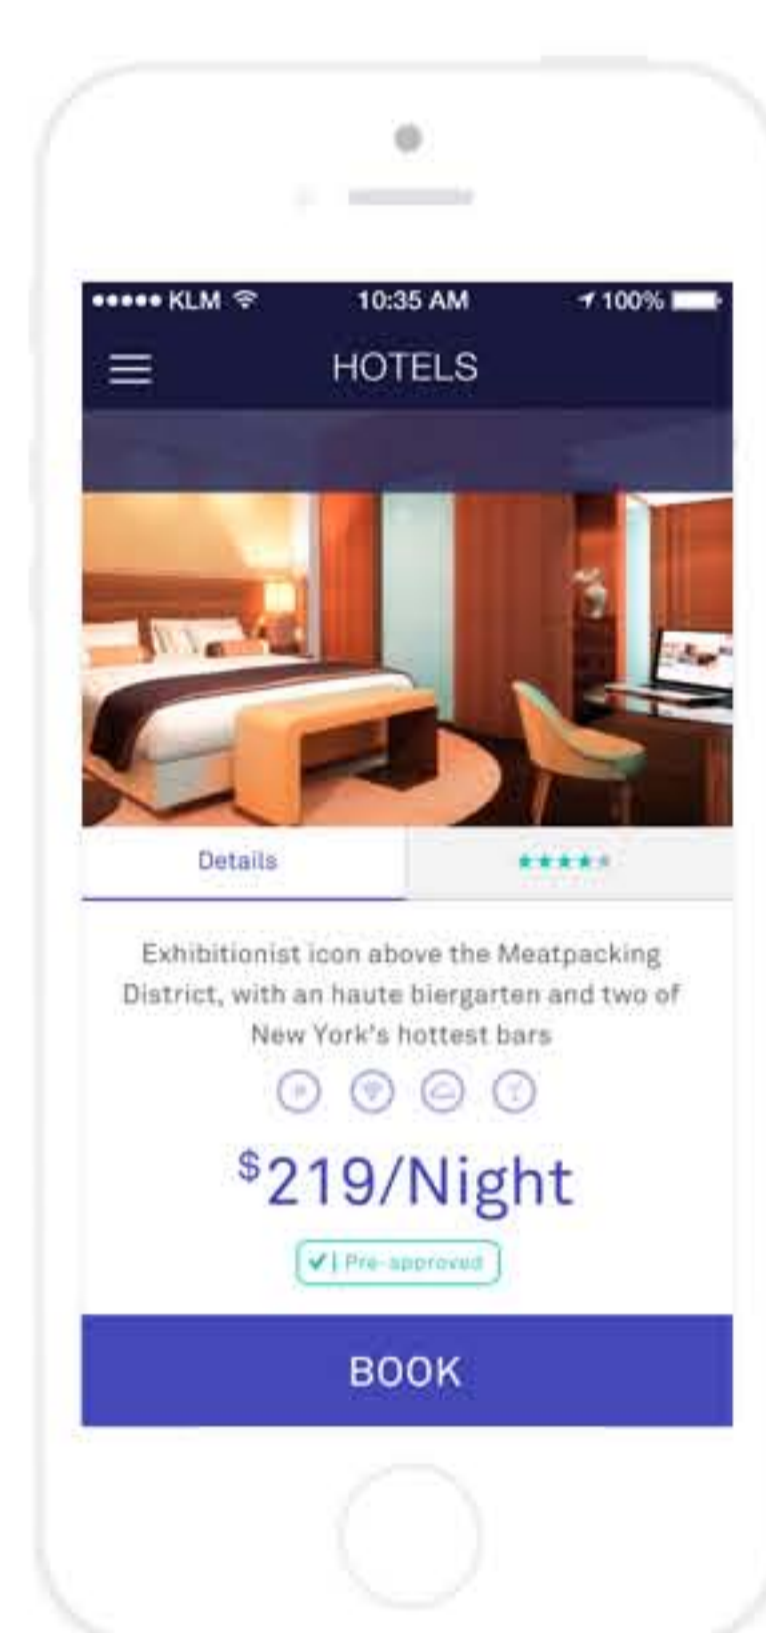 KLM 10:35 AM 100%
HOTELS
Details
Exhibitionist icon above the Meatpacking
District, with an haute biergarten and two of
New York's hottest bars
$219/Night
Pre-approved
BOOK